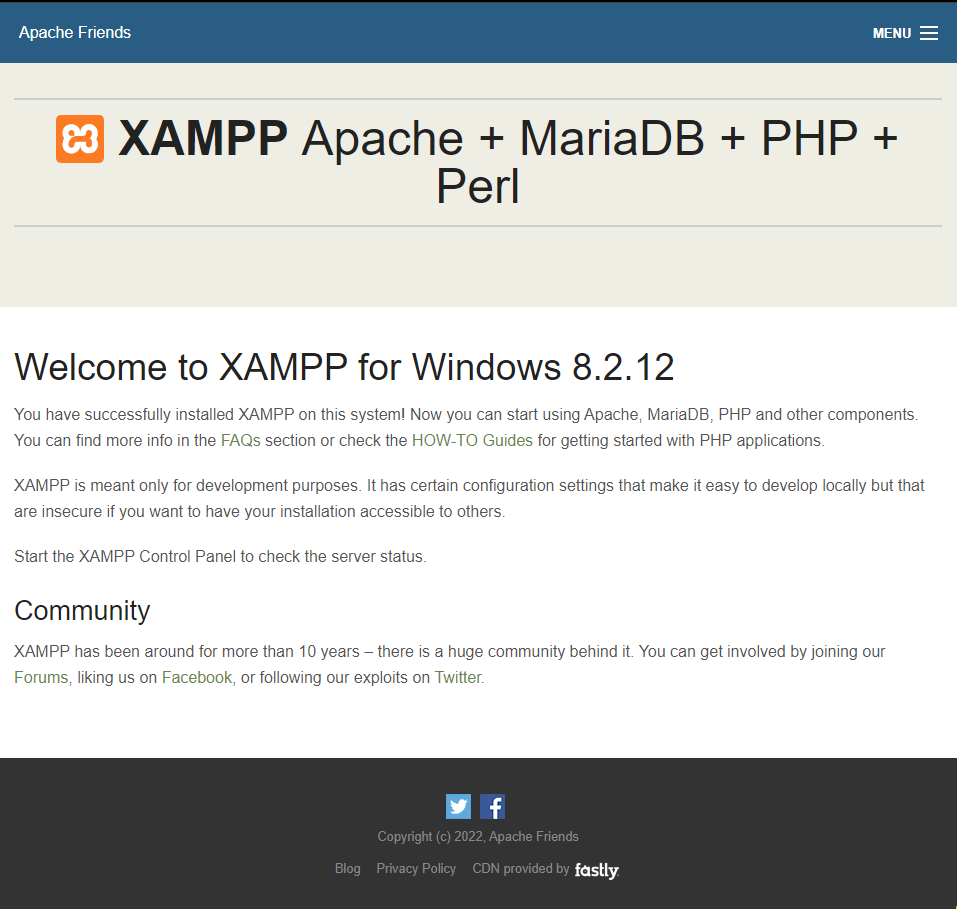 Apache Friends
MENU
XAMPP Apache + MariaDB + PHP +
Perl
Welcome to XAMPP for Windows 8.2.12
You have successfully installed XAMPP on this system! Now you can start using Apache, MariaDB, PHP and other components.
You can find more info in the FAQs section or check the HOW-TO Guides for getting started with PHP applications.
XAMPP is meant only for development purposes. It has certain configuration settings that make it easy to develop locally but that
are insecure if you want to have your installation accessible to others.
Start the XAMPP Control Panel to check the server status.
Community
XAMPP has been around for more than 10 years – there is a huge community behind it. You can get involved by joining our
Forums, liking us on Facebook, or following our exploits on Twitter.
Copyright (c) 2022, Apache Friends
Blog Privacy Policy CDN provided by fastly